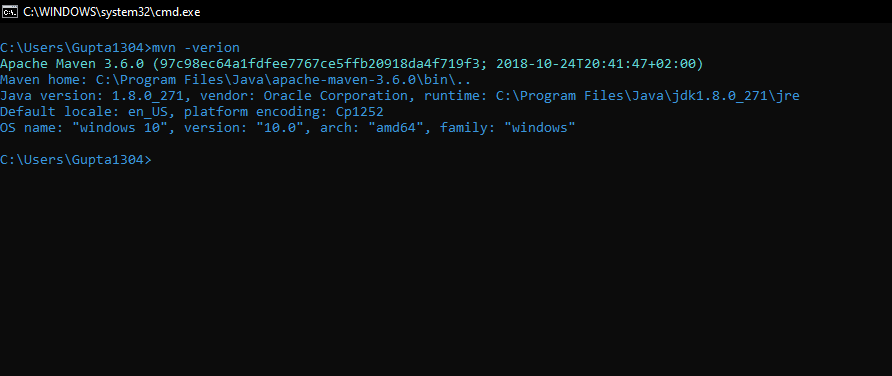 C:\WINDOWS\system32\cmd.exe
C:\Users\Gupta1304>mvn -verion
Apache Maven 3.6.0 (97c98ec64a1fdfee7767ce5ffb20918da4f719f3; 2018-10-24T20:41:47+02:00)
Maven home: C:\Program Files\Java\apache-maven-3.6.0\bin\..
Java version: 1.8.0_271, vendor: Oracle Corporation, runtime: C:\Program Files\Java\jdk1.8.0_271\jre
Default locale: en_US, platform encoding: Cp1252
OS name: "windows 10", version: "10.0", arch: "amd64", family: "windows"
C:\Users\Gupta1304>